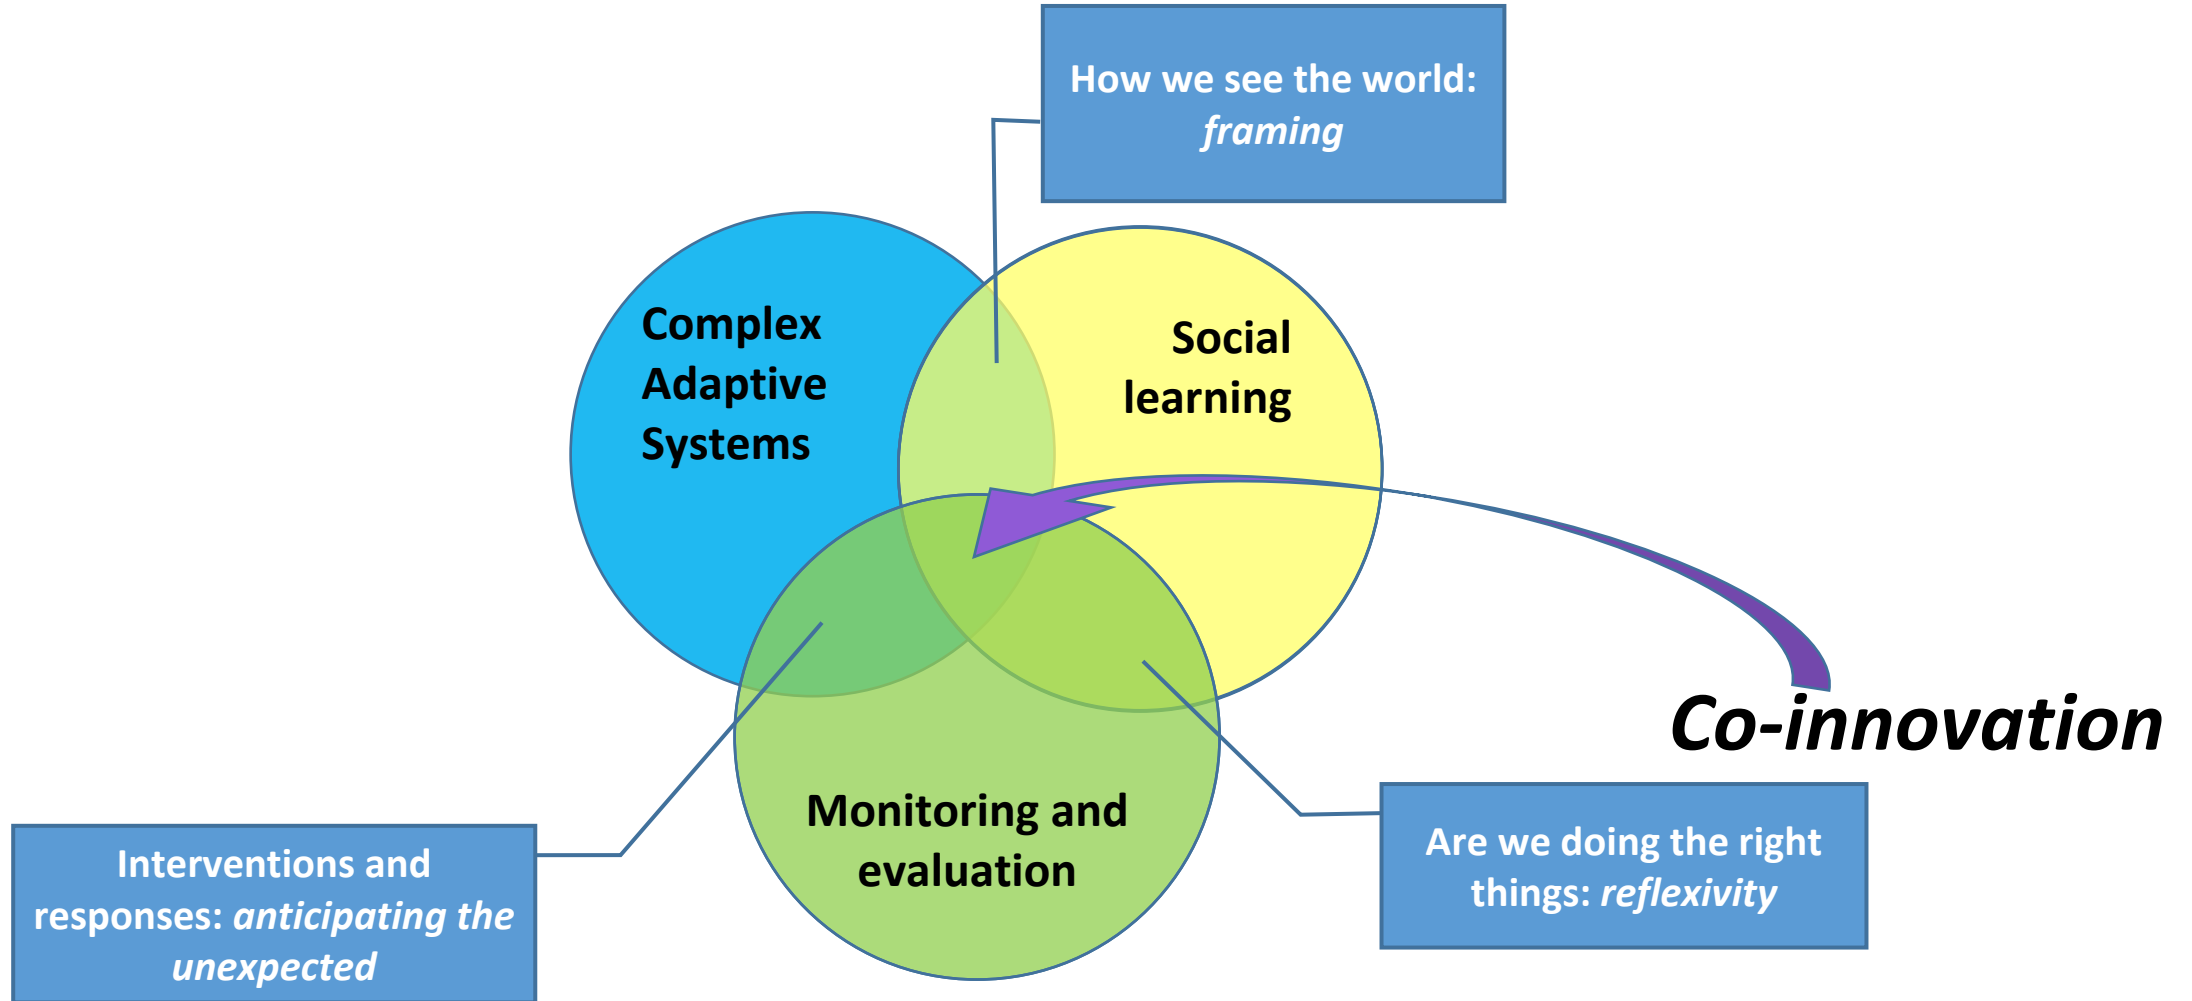 How we see the world:
framing
Complex
Adaptive
Systems
Social
learning
Co-innovation
Monitoring and
evaluation
Interventions and
responses: anticipating the
unexpected
Are we doing the right
things: reflexivity